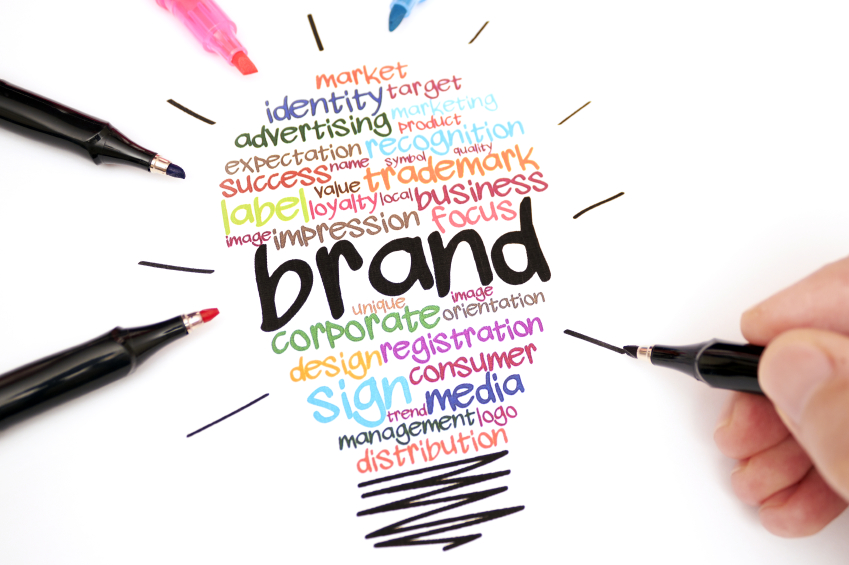 market
identity target
advertising marketing
product
expectation recognition
success name symbol quality
value trademark
label loyalty local business
image impression focus
brand
unique image
corporate orientation
design registration
sign consumer
trend media
management logo
distribution